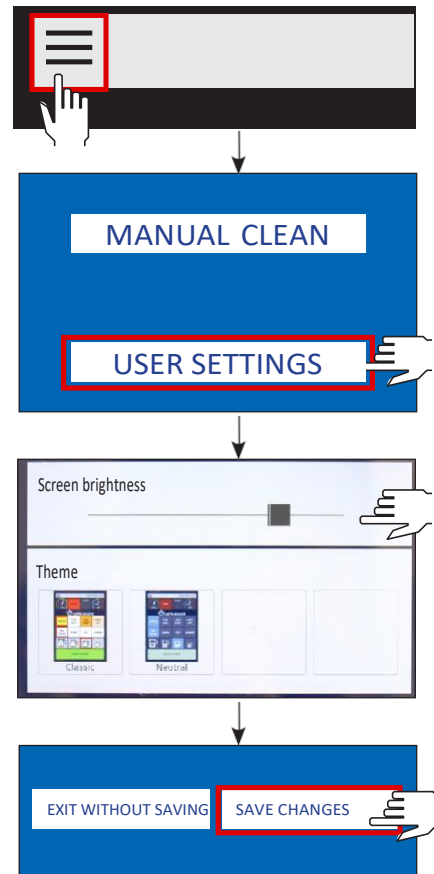 MANUAL CLEAN
USER SETTINGS
Screen brightness
Theme
Classic
Neutral
EXIT WITHOUT SAVING
SAVE CHANGES